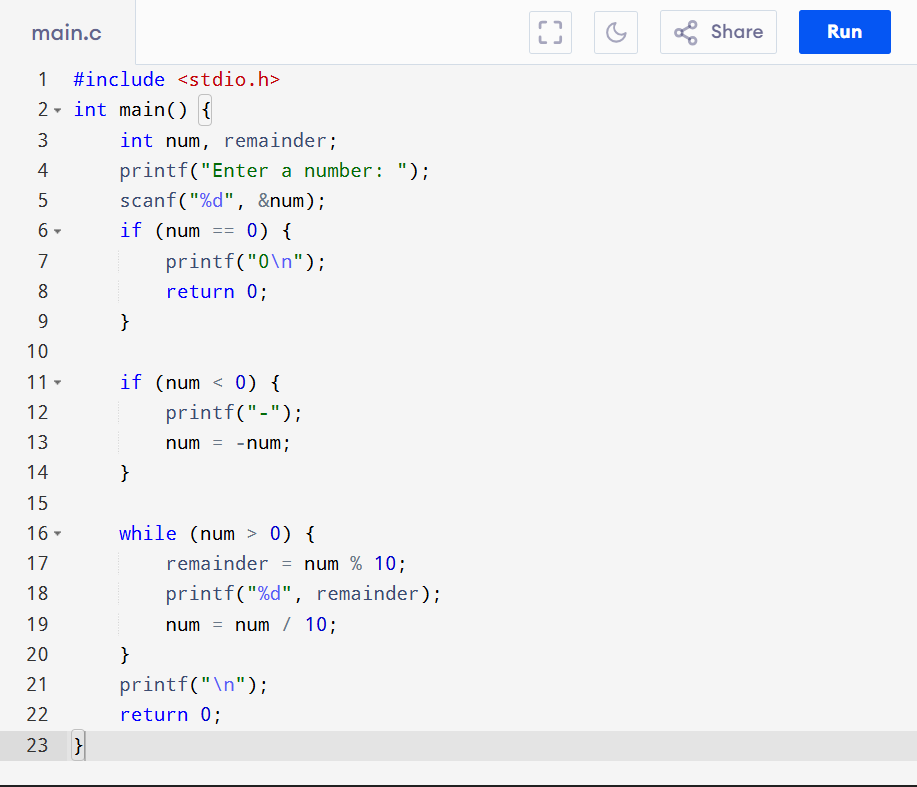 main.c
Share
Run
1 #include <stdio.h>
2 int main() {
3     int num, remainder;
4     printf("Enter a number: ");
5     scanf("%d", &num);
6     if (num == 0) {
7         printf("0\n");
8         return 0;
9     }
10
11     if (num < 0) {
12         printf("-");
13         num = -num;
14     }
15
16     while (num > 0) {
17         remainder = num % 10;
18         printf("%d", remainder);
19         num = num / 10;
20     }
21     printf("\n");
22     return 0;
23 }